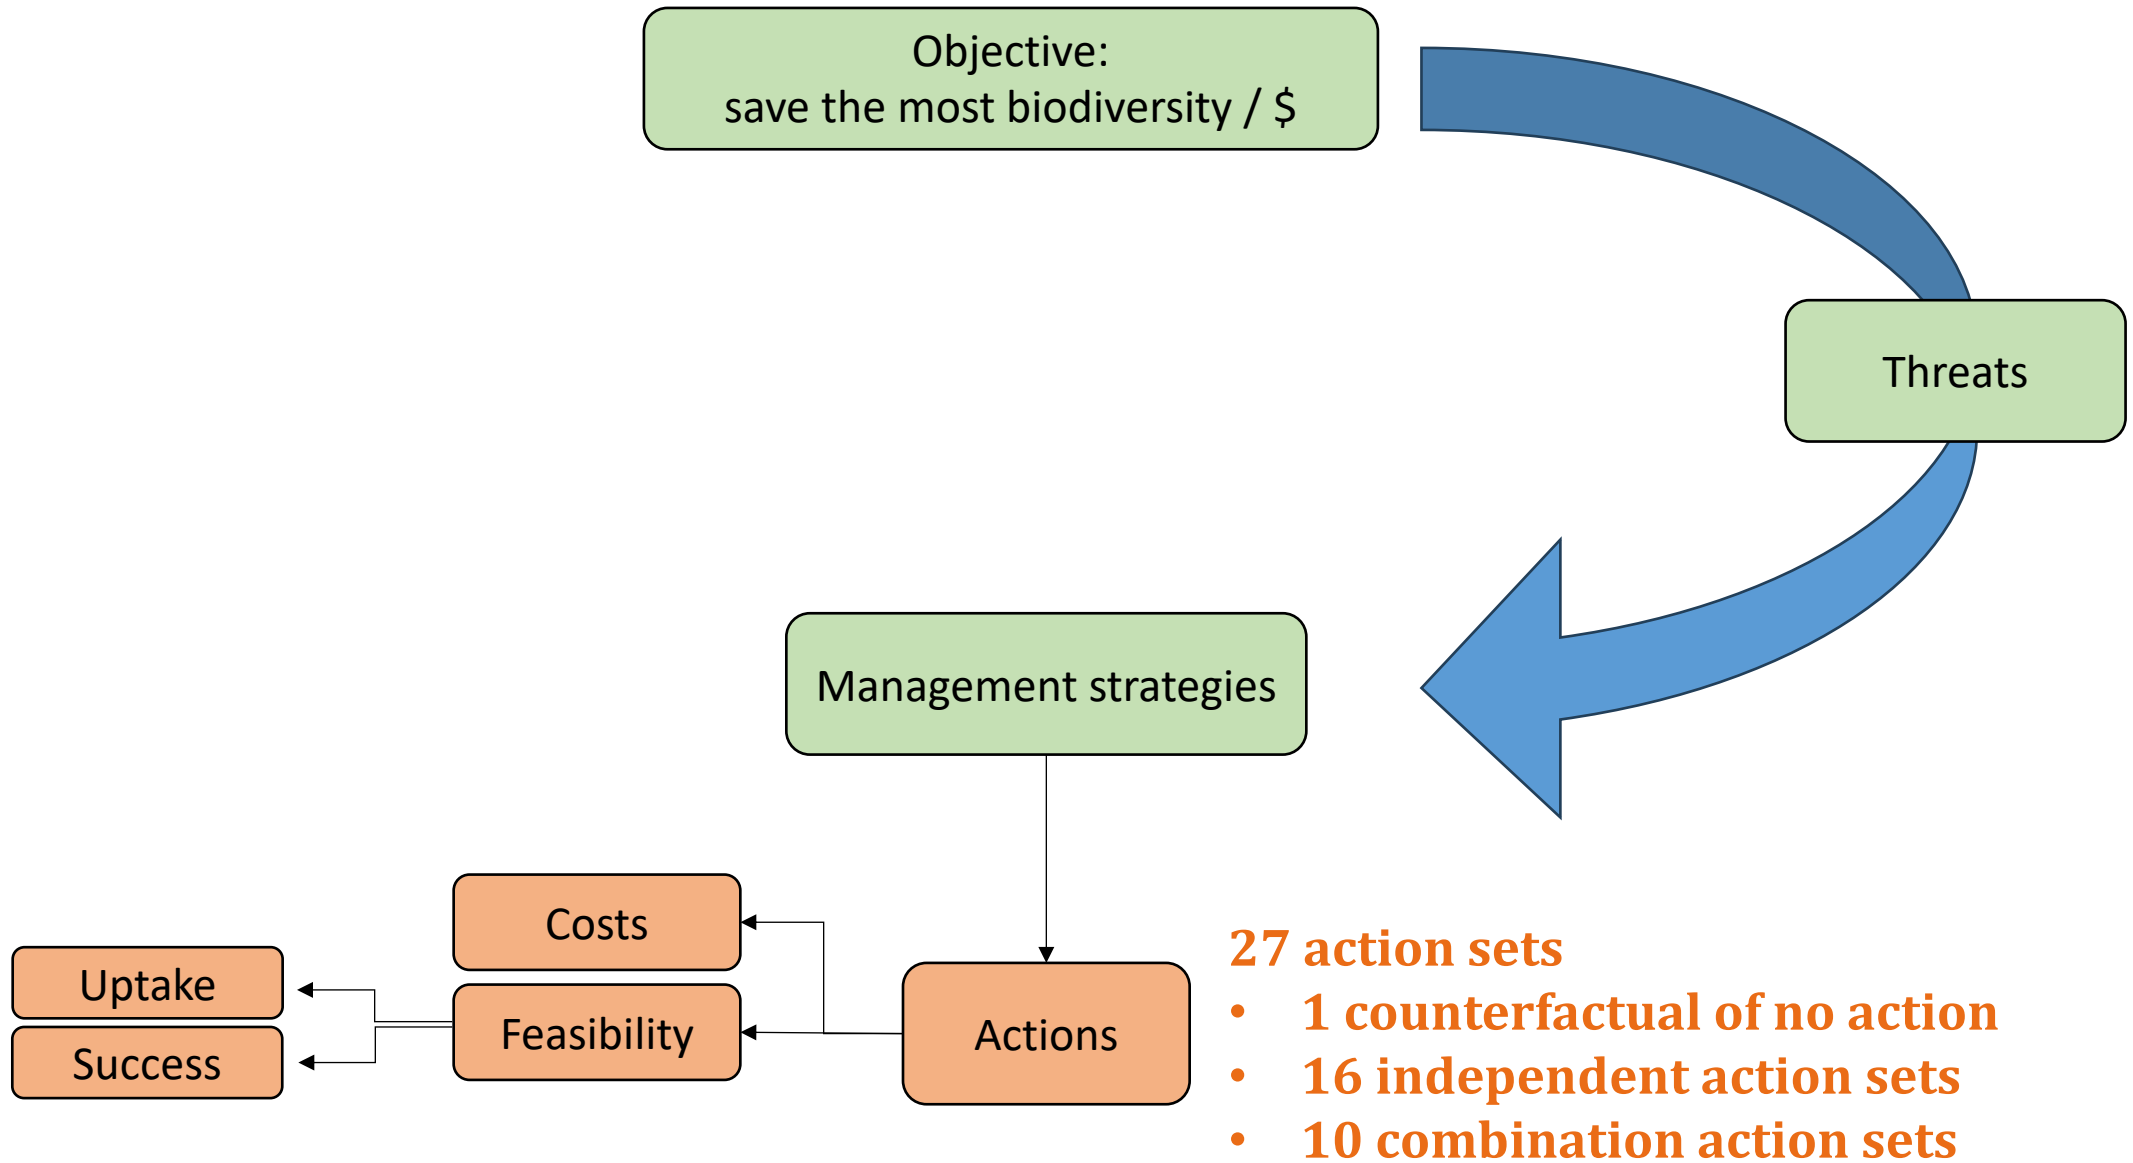 Objective:
save the most biodiversity / $
Threats
Management strategies
Costs
Uptake
Feasibility
Success
Actions
27 action sets
• 1 counterfactual of no action
• 16 independent action sets
• 10 combination action sets